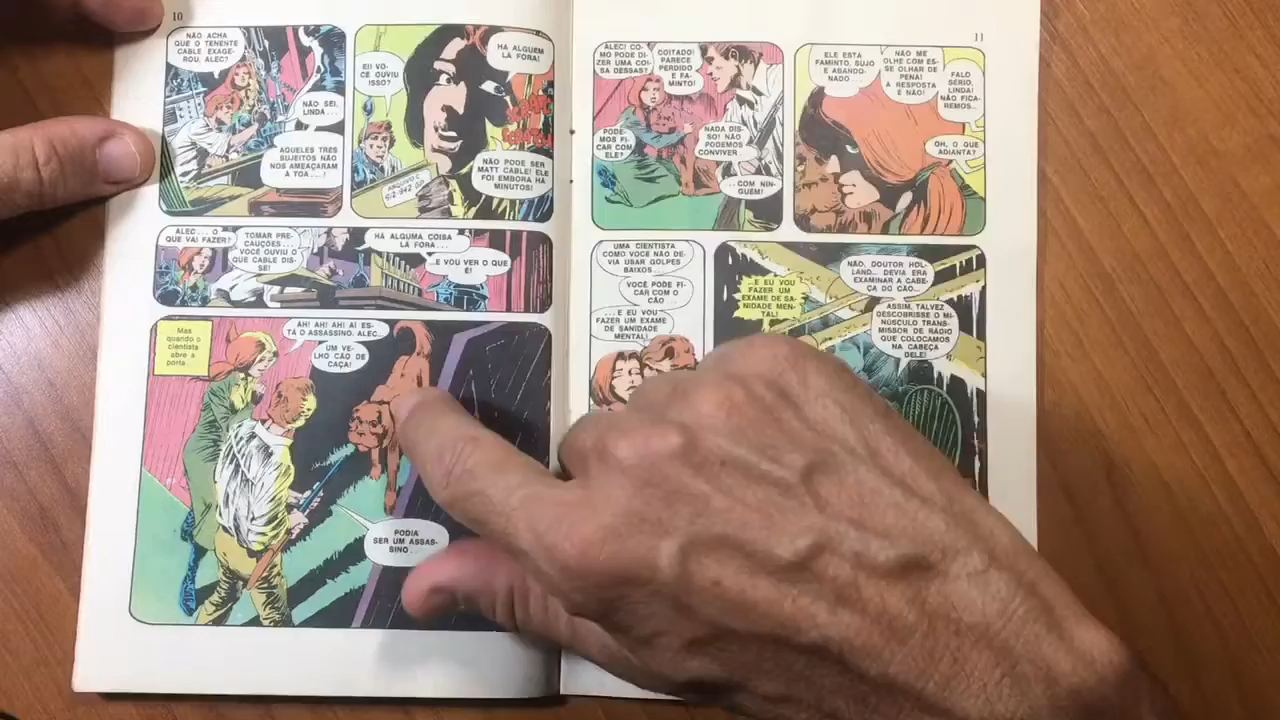 10
NÃO ACHA
QUE O TENENTE
CABLE EXAGE-
ROU, ALEC?
NÃO SEI,
LINDA...
AQUELES TRÊS
SUJEITOS NÃO
NOS AMEAÇARAM
À TOA...!
EI! VO-
CÊ OUVIU
ISSO?
HÁ ALGUÉM
LÁ FORA!
NÃO PODE SER
MATT CABLE! ELE
FOI EMBORA HÁ
MINUTOS!
ALEC... O
QUE VAI FAZER?
TOMAR PRE-
CAUÇÕES...
VOCÊ OUVIU O
QUE CABLE DIS-
SE!
HÁ ALGUMA COISA
LÁ FORA...
...E VOU VER O QUE
É!
Mas
quando o
cientista
abre a
porta...
AH! AH! AH! AÍ ES-
TÁ O ASSASSINO, ALEC...
UM VE-
LHO CÃO DE
CAÇA!
PODIA
SER UM ASSAS-
SINO...
11
ALEC! CO-
MO PODE DI-
ZER UMA COI-
SA DESSAS?
COITADO!
PARECE
PERDIDO
E FA-
MINTO!
PODE-
MOS FI-
CAR COM
ELE?
NADA DIS-
SO! NÃO
PODEMOS
CONVIVER...
...COM NIN-
GUÉM!
ELE ESTÁ
FAMINTO, SUJO
E ABANDO-
NADO...
NÃO ME
OLHE COM ES-
SE OLHAR DE
PENA!
A RESPOSTA
É NÃO!
FALO
SÉRIO,
LINDA!
NÃO FICA-
REMOS...
OH, O QUE
ADIANTA?
UMA CIENTISTA
COMO VOCÊ NÃO DE-
VIA USAR GOLPES
BAIXOS...
VOCÊ PODE FI-
CAR COM O
CÃO...
...E EU VOU
FAZER UM EXAME
DE SANIDADE
MENTAL!
...E EU VOU
FAZER UM
EXAME DE SA-
NIDADE MEN-
TAL!
NÃO, DOUTOR HOL-
LAND... DEVIA ERA
EXAMINAR A CABE-
ÇA DO CÃO...
ASSIM, TALVEZ
DESCOBRISSE O MI-
NÚSCULO TRANS-
MISSOR DE RÁDIO
QUE COLOCAMOS
NA CABEÇA
DELE!